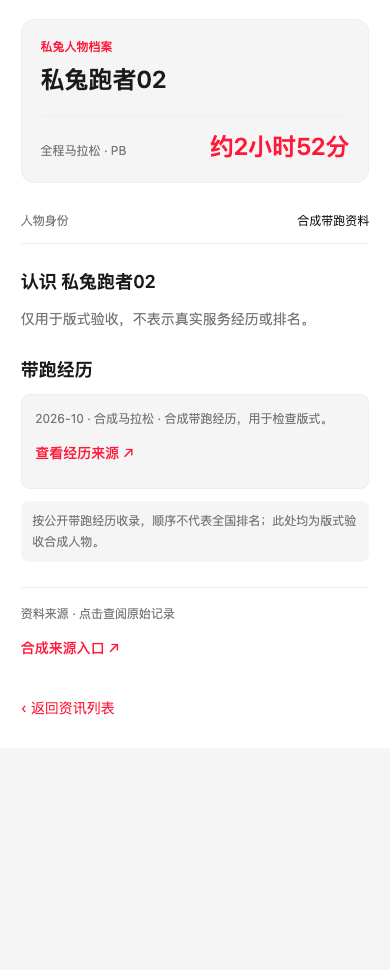 私兔人物档案
私兔跑者02
全程马拉松 · PB
约2小时52分
人物身份
合成带跑资料
认识 私兔跑者02
仅用于版式验收，不表示真实服务经历或排名。
带跑经历
2026-10 · 合成马拉松 · 合成带跑经历，用于检查版式。
查看经历来源 ↗
按公开带跑经历收录，顺序不代表全国排名；此处均为版式验
收合成人物。
资料来源 · 点击查阅原始记录
合成来源入口 ↗
‹ 返回资讯列表